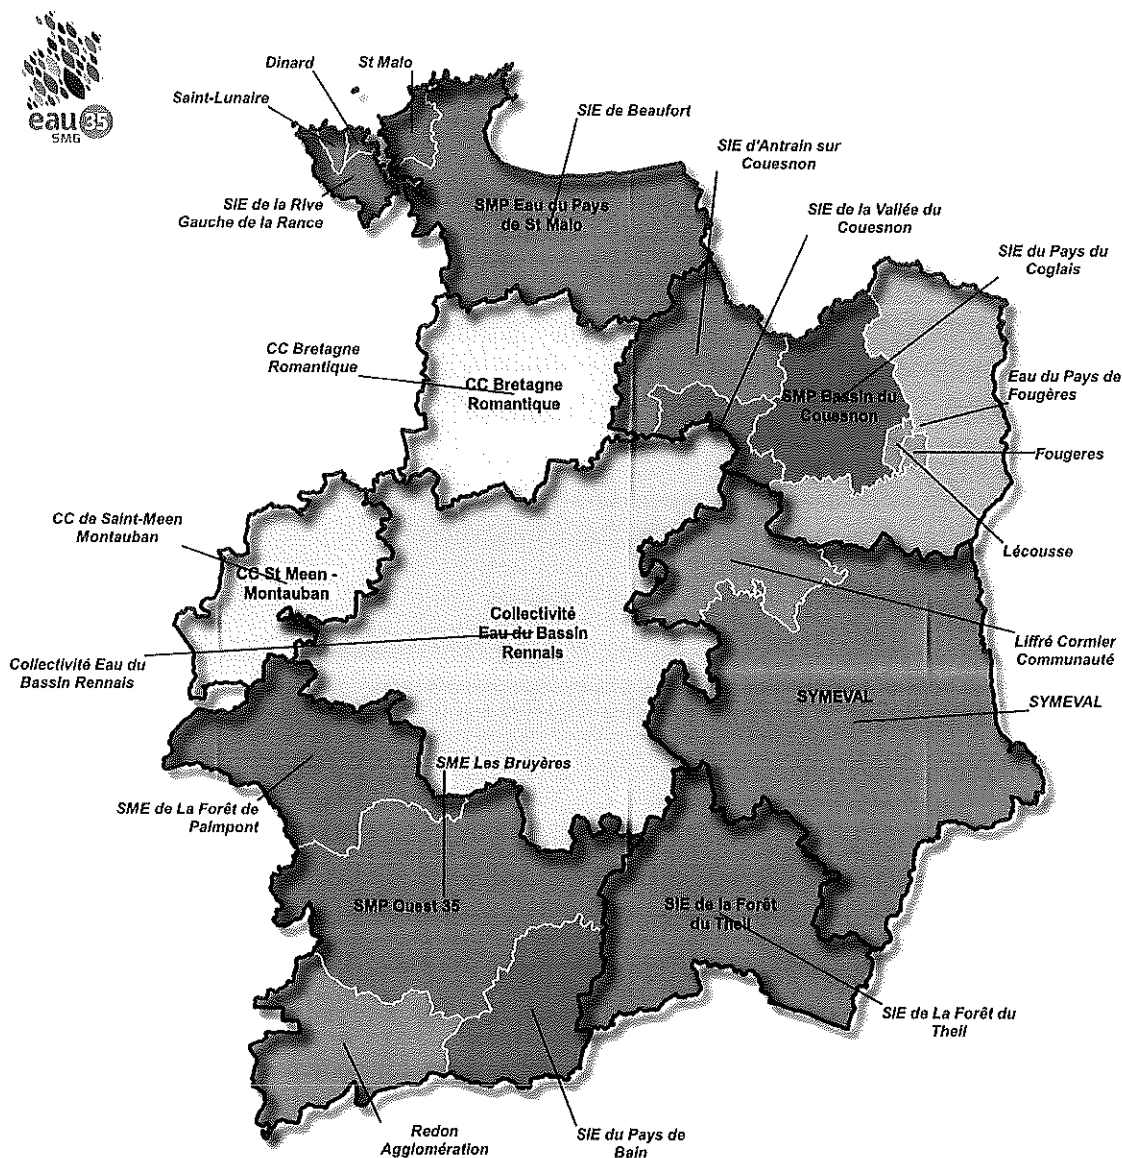 eau 35
SMG
Dinard
St Malo
Saint-Lunaire
SIE de Beaufort
SIE d'Antrain sur
Couesnon
SIE de la Rive
Gauche de la Rance
SMP Eau du Pays
de St Malo
SIE de la Vallée du
Couesnon
SIE du Pays du
Coglais
CC Bretagne
Romantique
CC Bretagne
Romantique
SMP Bassin du
Couesnon
Eau du Pays de
Fougères
Fougeres
Lécousse
CC de Saint-Meen
Montauban
CC St Meen -
Montauban
Collectivité
Eau du Bassin
Rennais
Collectivité Eau du
Bassin Rennais
Liffré Cormier
Communauté
SYMEVAL
SYMEVAL
SME Les Bruyères
SME de La Forêt de
Paimpont
SMP Ouest 35
SIE de la Forêt
du Theil
SIE de La Forêt du
Theil
Redon
Agglomération
SIE du Pays de
Bain